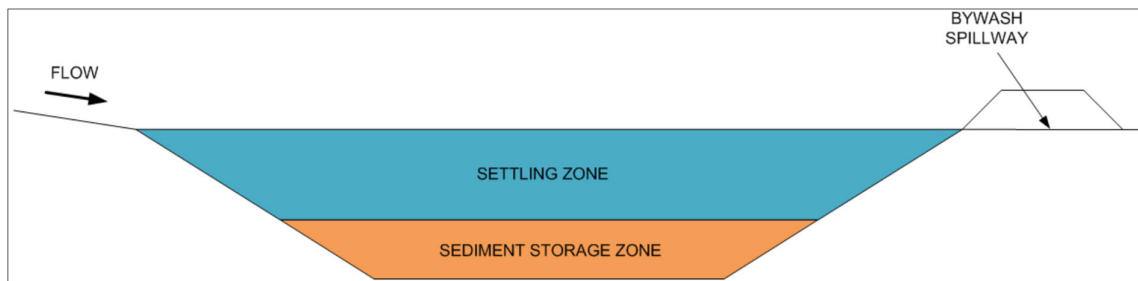 BYWASH
SPILLWAY
FLOW
SETTLING ZONE
SEDIMENT STORAGE ZONE